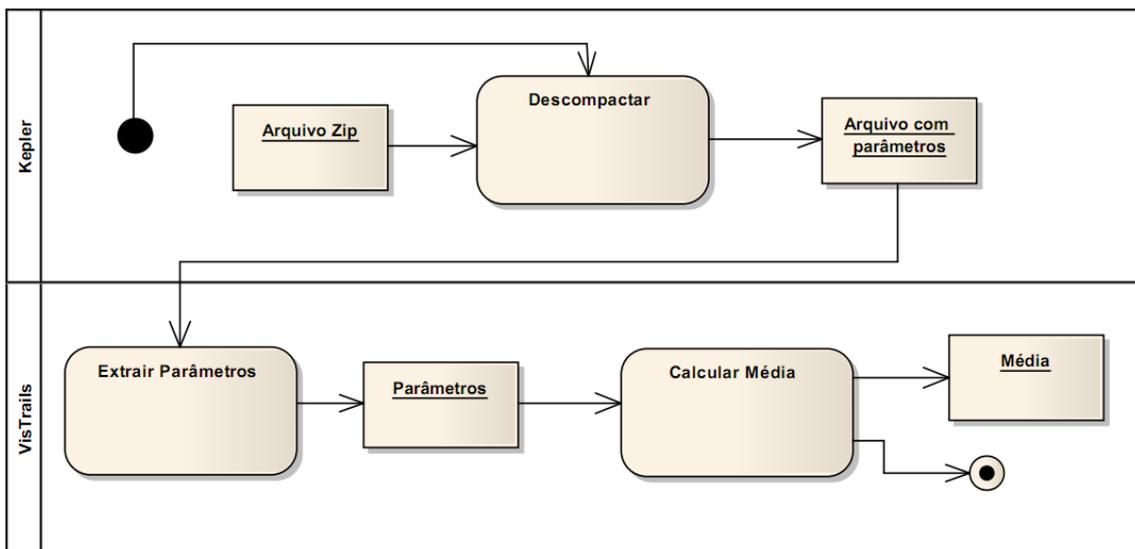 Kepler
Arquivo Zip
Descompactar
Arquivo com
parâmetros
VisTrails
Extrair Parâmetros
Parâmetros
Calcular Média
Média